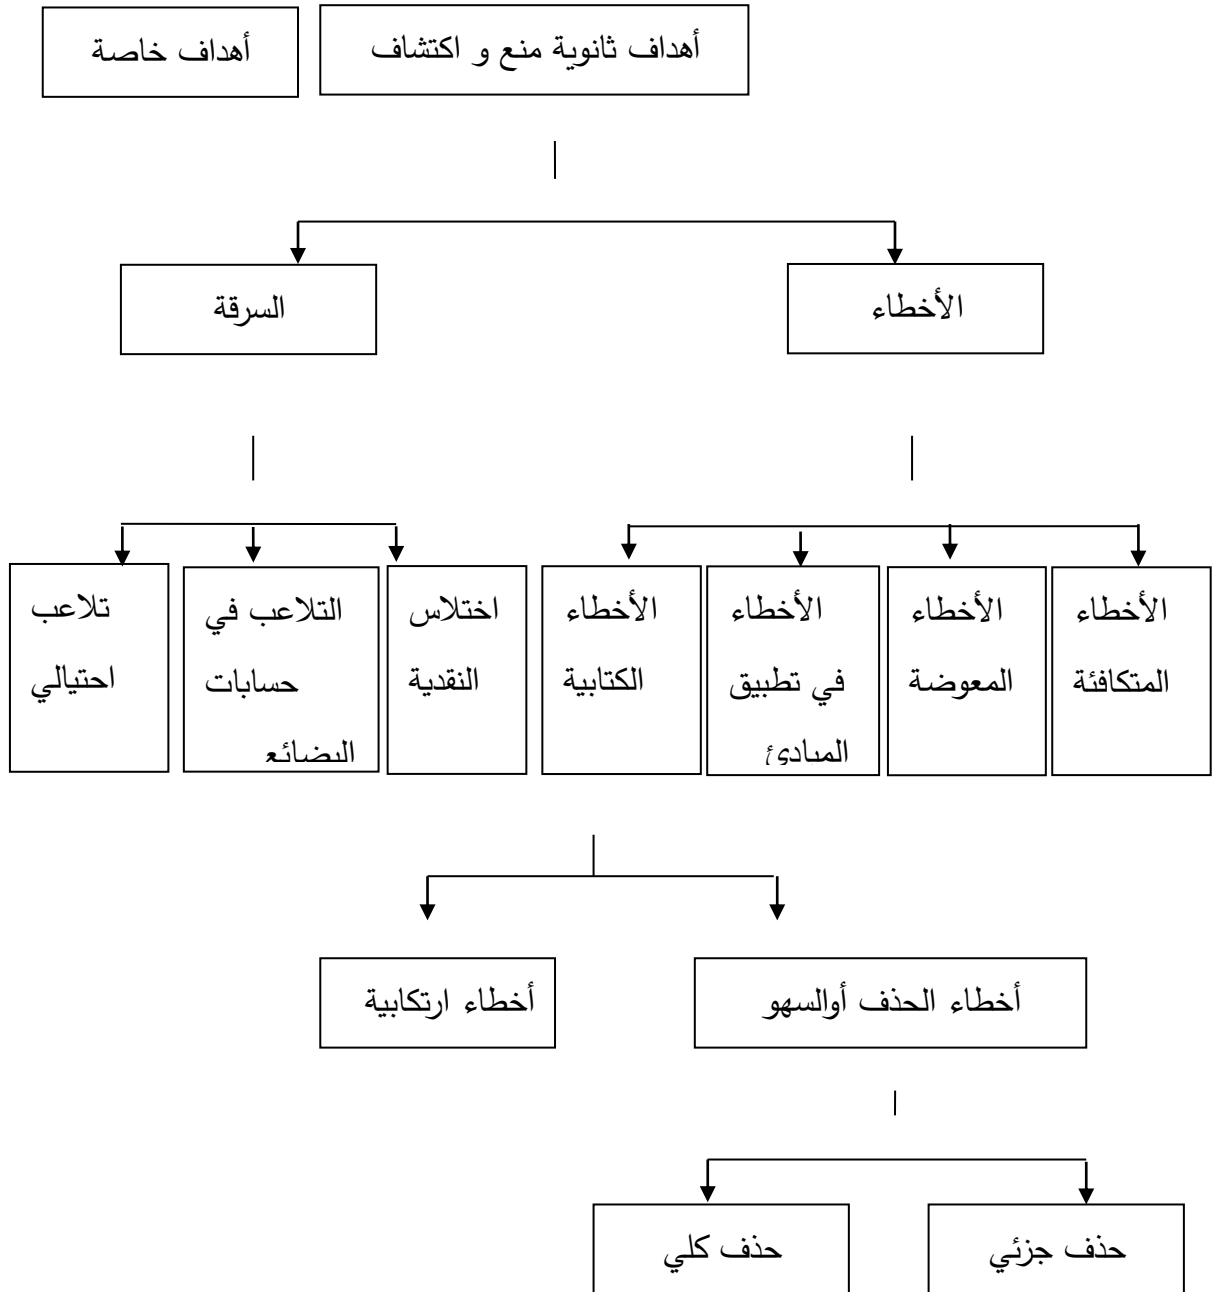 أهداف ثانوية منع و اكتشاف
أهداف خاصة
الأخطاء
السرقة
الأخطاء
المتكافئة
الأخطاء
المعوضة
الأخطاء
في تطبيق
المبادئ
الأخطاء
الكتابية
اختلاس
النقدية
التلاعب في
حسابات
البضائع
تلاعب
احتيالي
أخطاء الحذف أوالسهو
أخطاء ارتكابية
حذف جزئي
حذف كلي